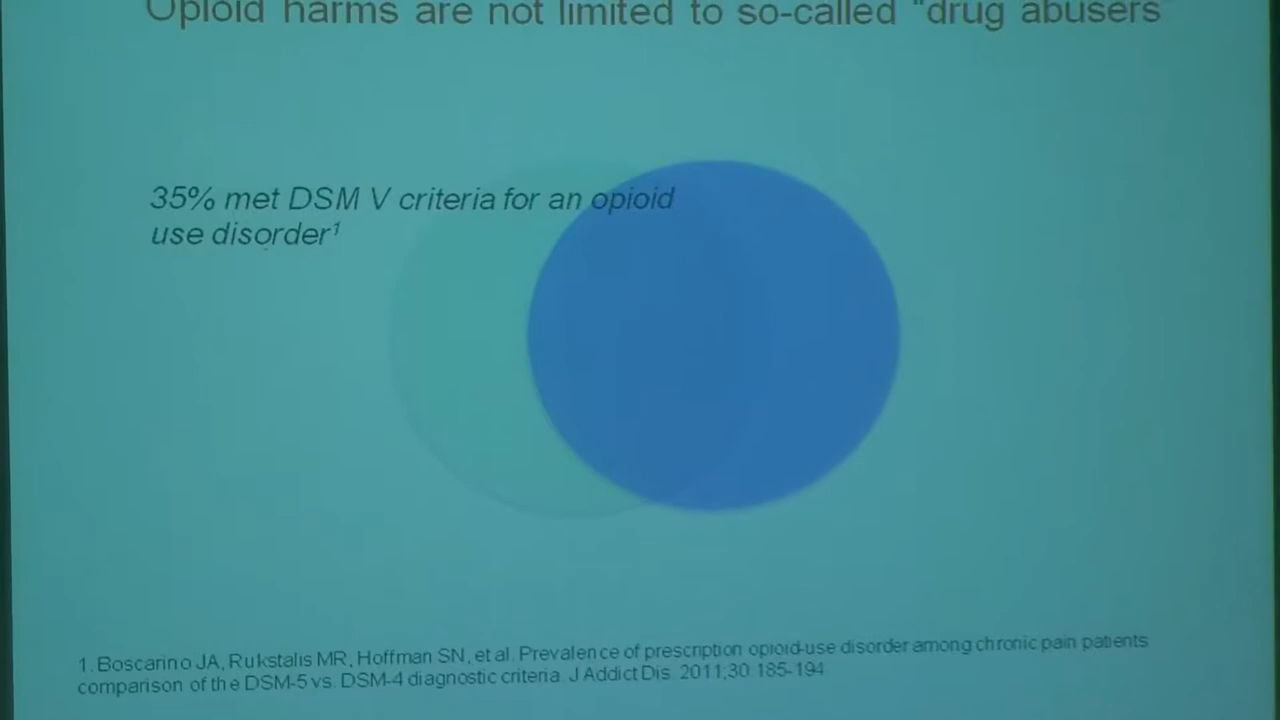 Opioid harms are not limited to so-called "drug abusers
35% met DSM V criteria for an opioid
use disorder¹
1. Boscarino JA, Rukstalis MR, Hoffman SN, et al. Prevalence of prescription opioid-use disorder among chronic pain patients
comparison of the DSM-5 vs. DSM-4 diagnostic criteria. J Addict Dis. 2011;30:185-194